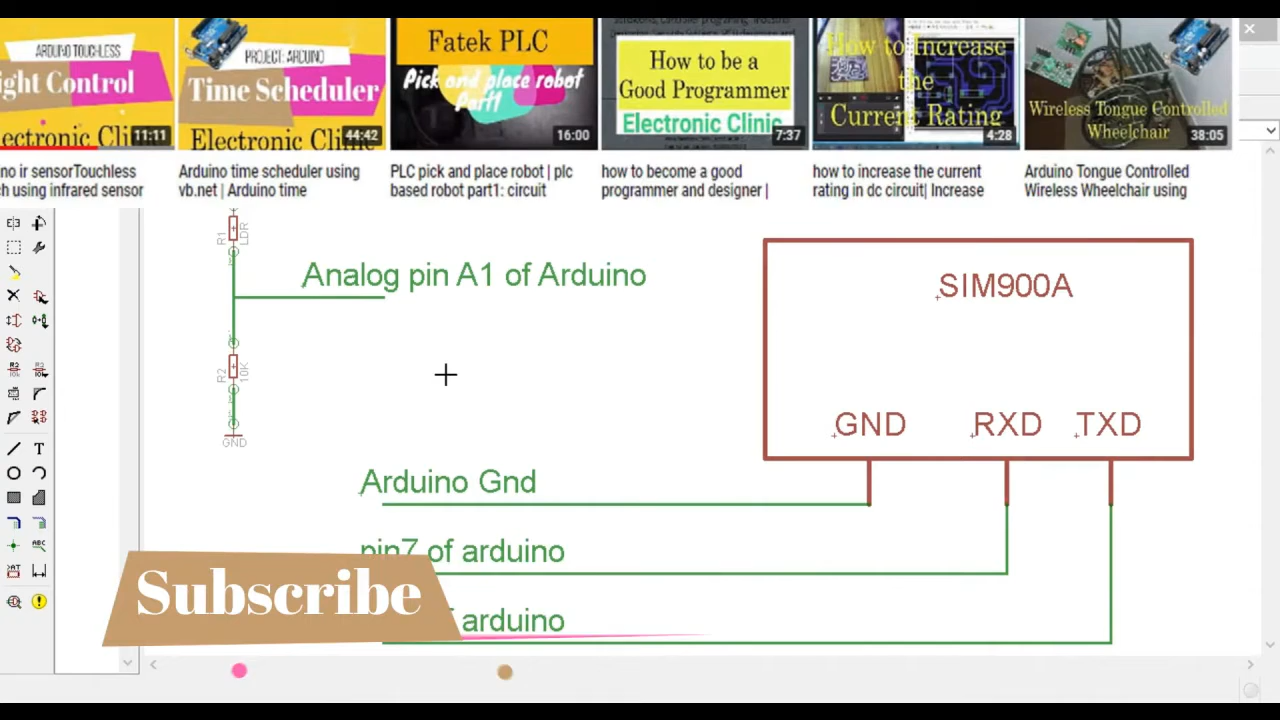 ARDUINO TOUCHLESS
ight Control
Electronic Clinic
11:11
no ir sensorTouchless
ch using infrared sensor
PROJECT: ARDUINO
Time Scheduler
Electronic Clinic
44:42
Arduino time scheduler using
vb.net | Arduino time
Fatek PLC
Pick and place robot
Part1
16:00
PLC pick and place robot | plc
based robot part1: circuit
How to be a
Good Programmer
Electronic Clinic
7:37
how to become a good
programmer and designer |
How to Increase
the
Current Rating
4:28
how to increase the current
rating in dc circuit| Increase
Wireless Tongue Controlled
Wheelchair
38:05
Arduino Tongue Controlled
Wireless Wheelchair using
R1
LDR
Analog pin A1 of Arduino
R2
10K
GND
SIM900A
GND RXD TXD
Arduino Gnd
pin7 of arduino
arduino
Subscribe